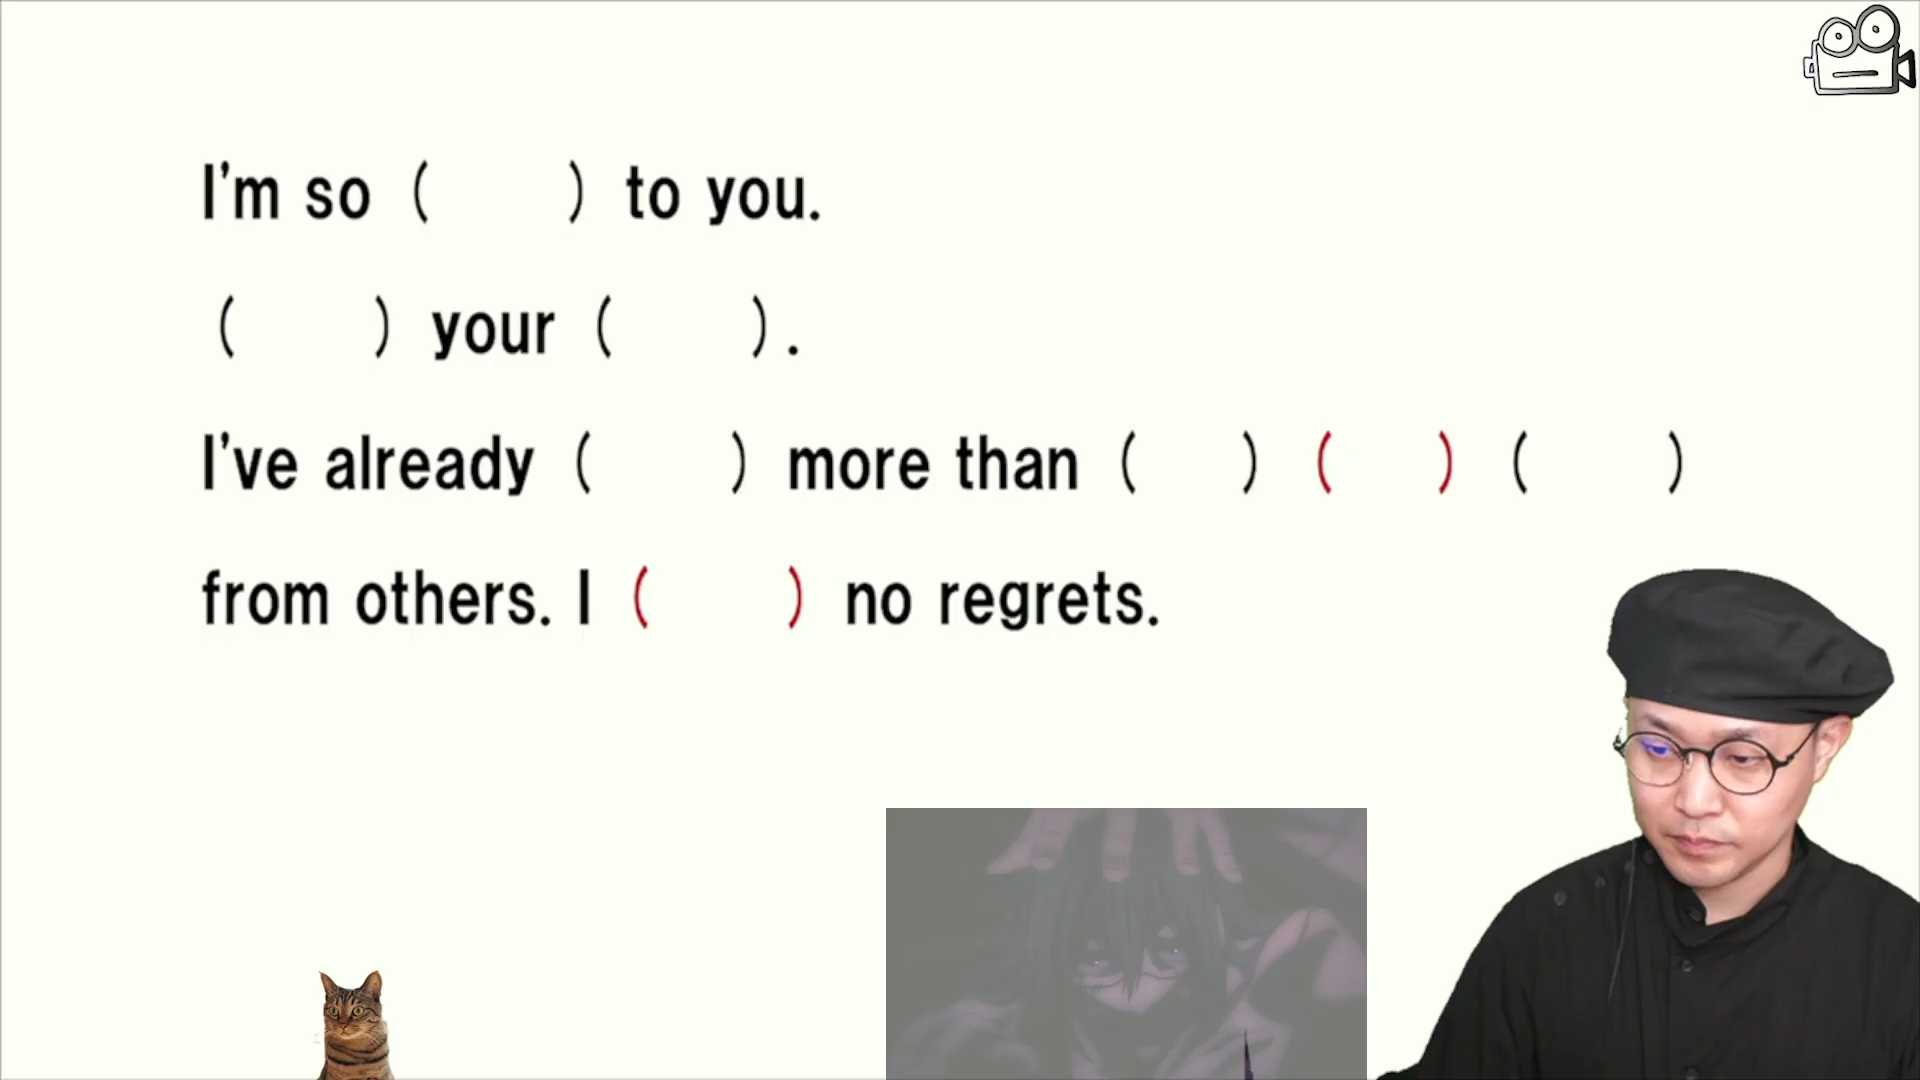 I'm so (      ) to you.
(      ) your (      ).
I've already (      ) more than (      ) (      ) (      )
from others. I (      ) no regrets.